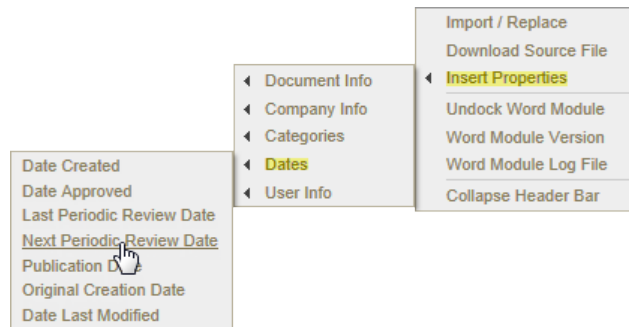 Import / Replace
Download Source File
Insert Properties
Undock Word Module
Word Module Version
Word Module Log File
Collapse Header Bar
Document Info
Company Info
Categories
Dates
User Info
Date Created
Date Approved
Last Periodic Review Date
Next Periodic Review Date
Publication Date
Original Creation Date
Date Last Modified